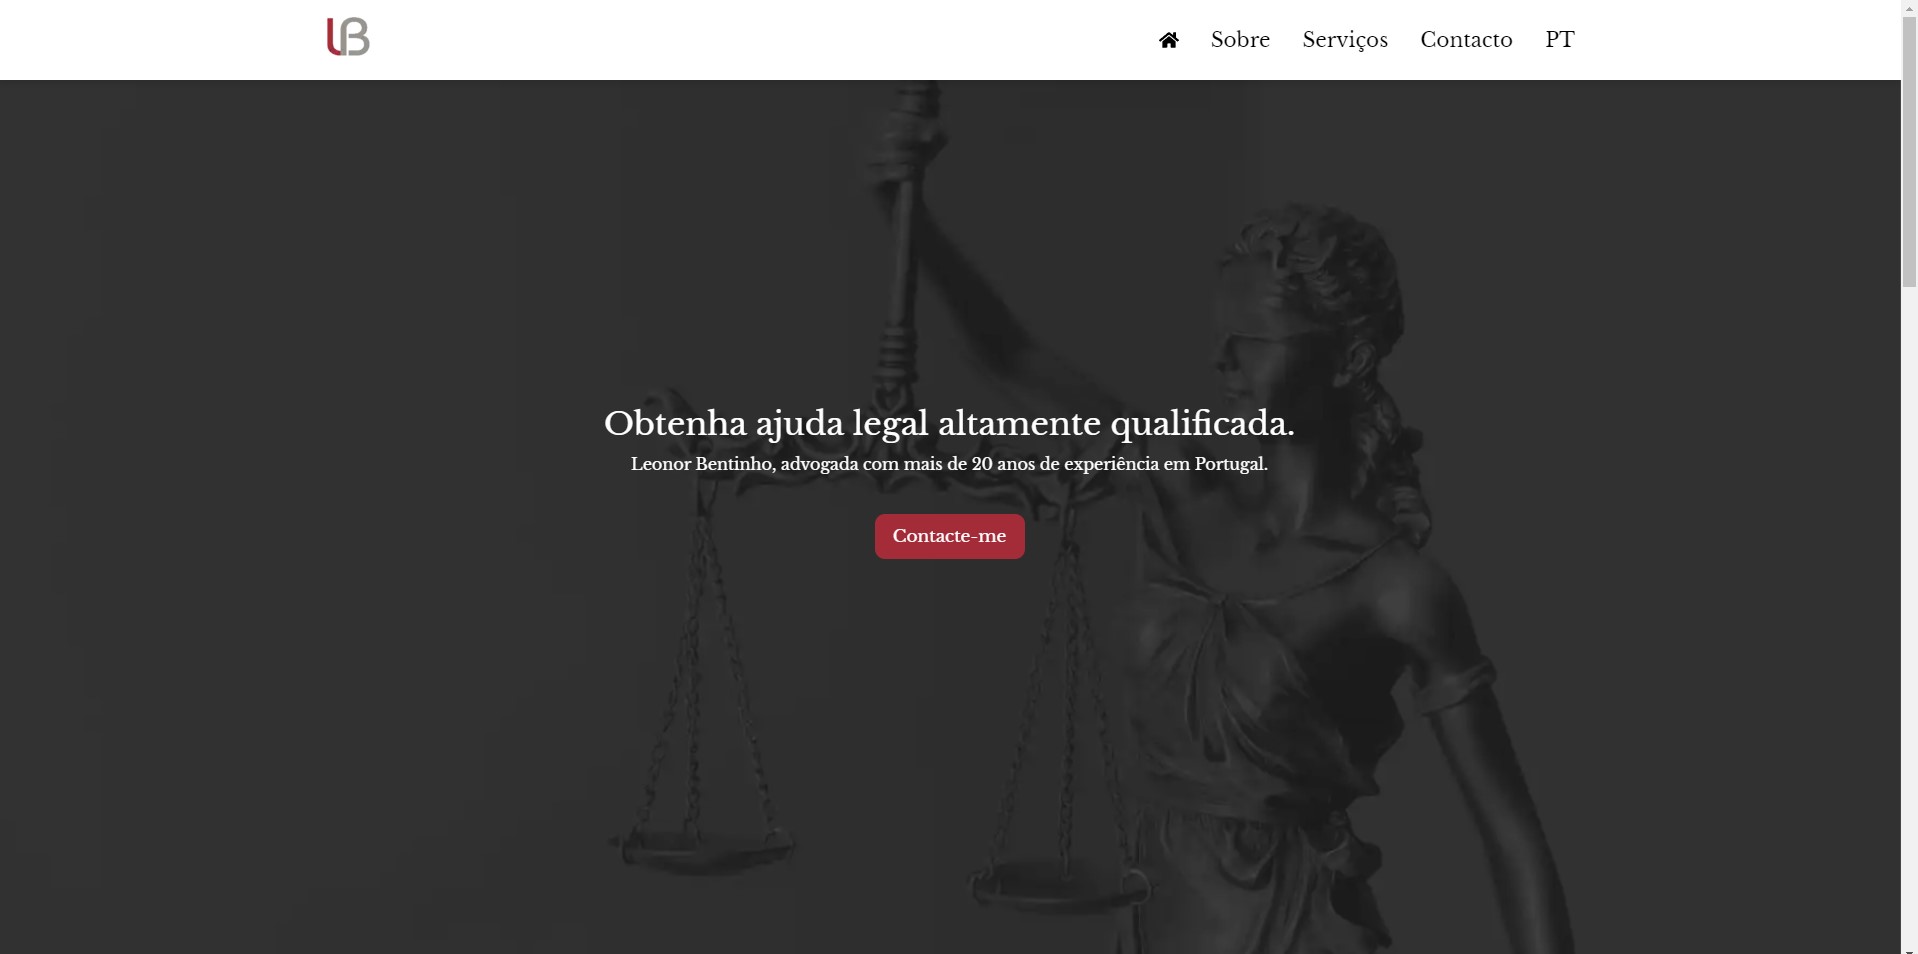 LB
Sobre Serviços Contacto PT
Obtenha ajuda legal altamente qualificada.
Leonor Bentinho, advogada com mais de 20 anos de experiência em Portugal.
Contacte-me